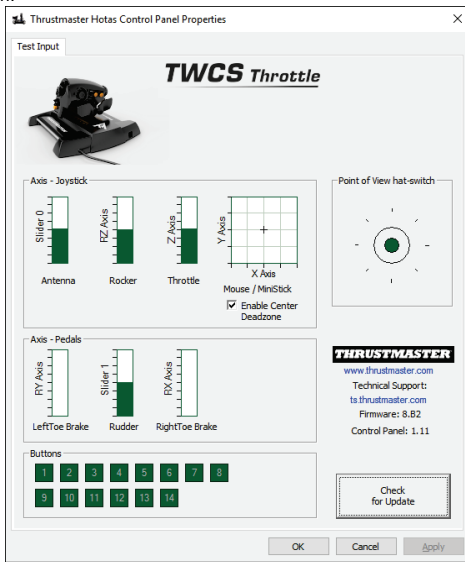 Thrustmaster Hotas Control Panel Properties
Test Input
TWCS Throttle
Axis - Joystick
Slider 0
RZ Axis
Z Axis
Y Axis
X Axis
Antenna
Rocker
Throttle
Mouse / MiniStick
Enable Center
Deadzone
Point of View hat-switch
Axis - Pedals
RY Axis
Slider 1
RX Axis
LeftToe Brake
Rudder
RightToe Brake
THRUSTMASTER
www.thrustmaster.com
Technical Support:
ts.thrustmaster.com
Firmware: 8.B2
Control Panel: 1.11
Buttons
1 2 3 4 5 6 7 8
9 10 11 12 13 14
Check
for Update
OK Cancel Apply